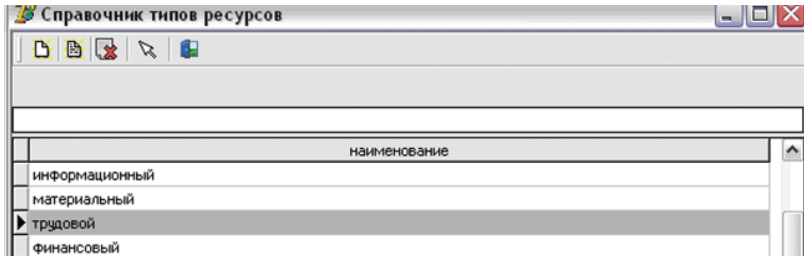 Справочник типов ресурсов
наименование
информационный
материальный
трудовой
финансовый